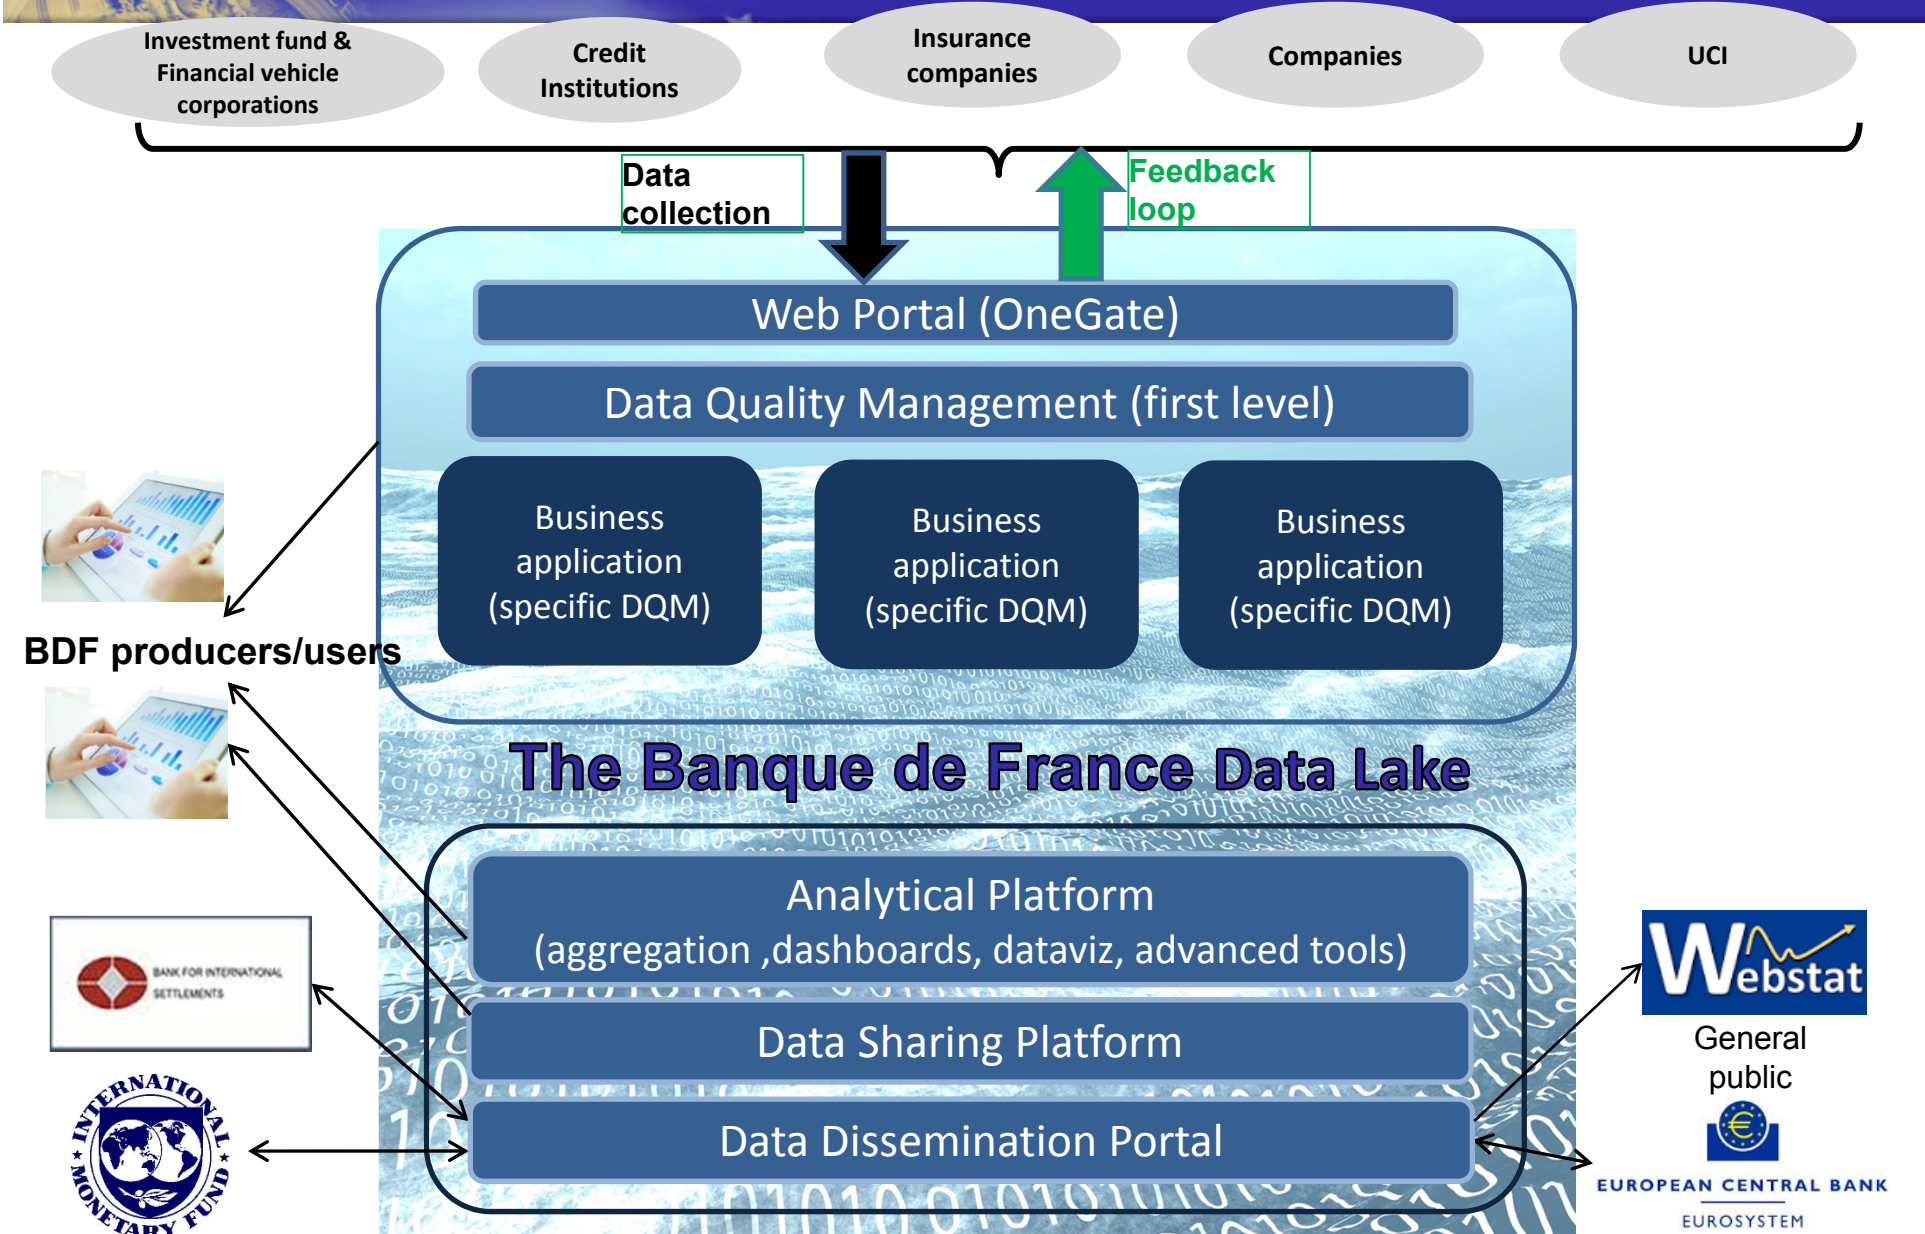 Investment fund &
Financial vehicle
corporations
Credit
Institutions
Insurance
companies
Companies
UCI
Data
collection
Feedback
loop
Web Portal (OneGate)
Data Quality Management (first level)
Business
application
(specific DQM)
Business
application
(specific DQM)
Business
application
(specific DQM)
BDF producers/users
The Banque de France Data Lake
Analytical Platform
(aggregation ,dashboards, dataviz, advanced tools)
Data Sharing Platform
Data Dissemination Portal
BANK FOR INTERNATIONAL
SETTLEMENTS
INTERNATIONAL
MONETARY FUND
Webstat
General
public
EUROPEAN CENTRAL BANK
EUROSYSTEM